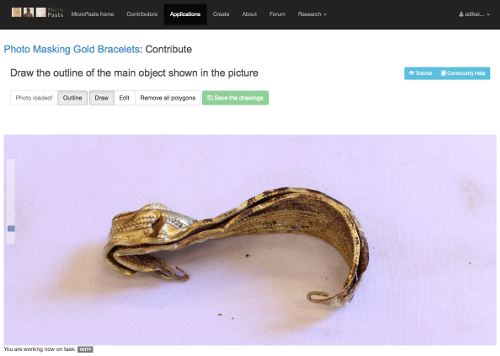 Micro Pasts MicroPasts home Contributors Applications Create About Forum Research
Photo Masking Gold Bracelets: Contribute
Draw the outline of the main object shown in the picture
Tutorial Community Help
Photo loaded! Outline Draw Edit Remove all polygons Save the drawings
You are working now on task: